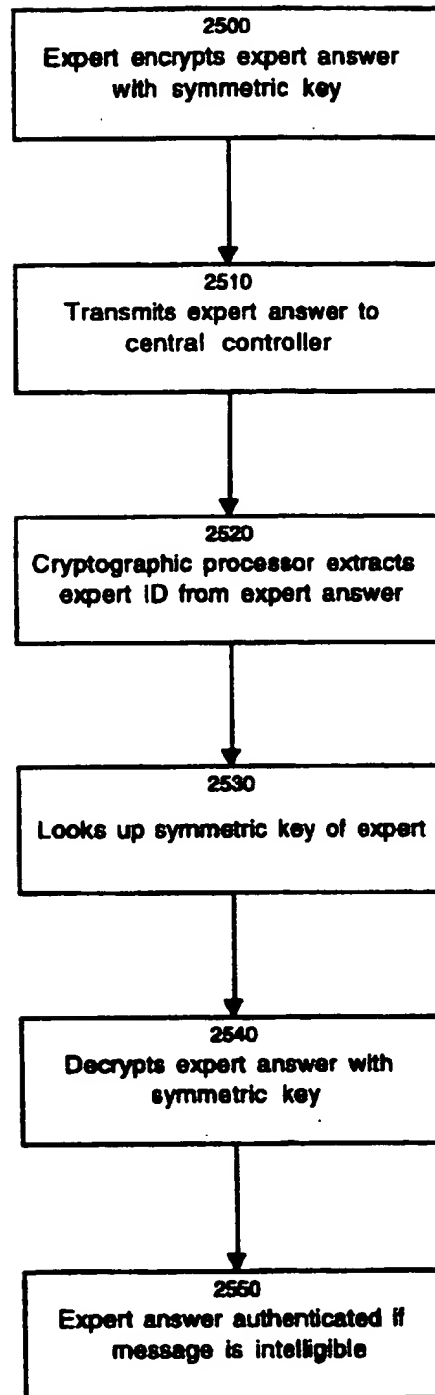 2500
Expert encrypts expert answer
with symmetric key
2510
Transmits expert answer to
central controller
2520
Cryptographic processor extracts
expert ID from expert answer
2530
Looks up symmetric key of expert
2540
Decrypts expert answer with
symmetric key
2550
Expert answer authenticated if
message is intelligible